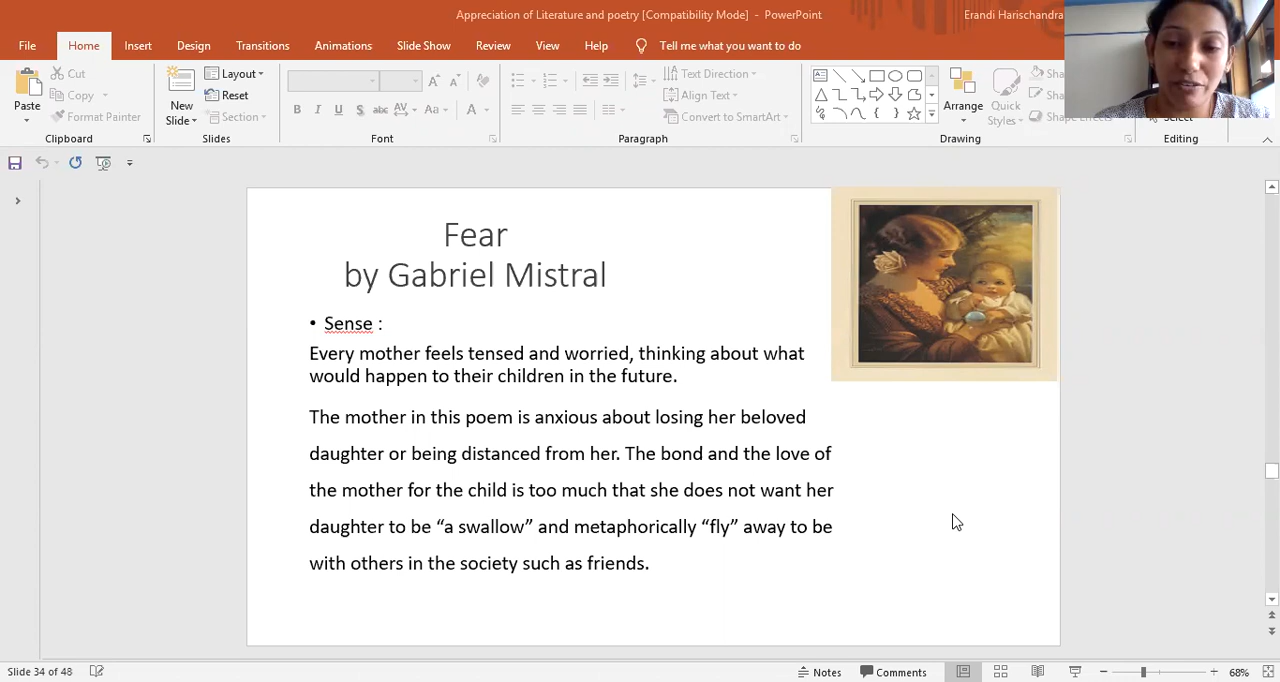 Appreciation of Literature and poetry [Compatibility Mode] - PowerPoint
Erandi Harischandra
File Home Insert Design Transitions Animations Slide Show Review View Help Tell me what you want to do
Paste
Cut
Copy
Format Painter
Clipboard
New
Slide
Layout
Reset
Section
Slides
B I U S abc AV Aa A
Font
Text Direction
Align Text
Convert to SmartArt
Paragraph
Arrange
Quick
Styles
Drawing
Select
Editing
Fear
by Gabriel Mistral
• Sense :
Every mother feels tensed and worried, thinking about what
would happen to their children in the future.
The mother in this poem is anxious about losing her beloved
daughter or being distanced from her. The bond and the love of
the mother for the child is too much that she does not want her
daughter to be “a swallow” and metaphorically “fly” away to be
with others in the society such as friends.
Slide 34 of 48
Notes
Comments
68%